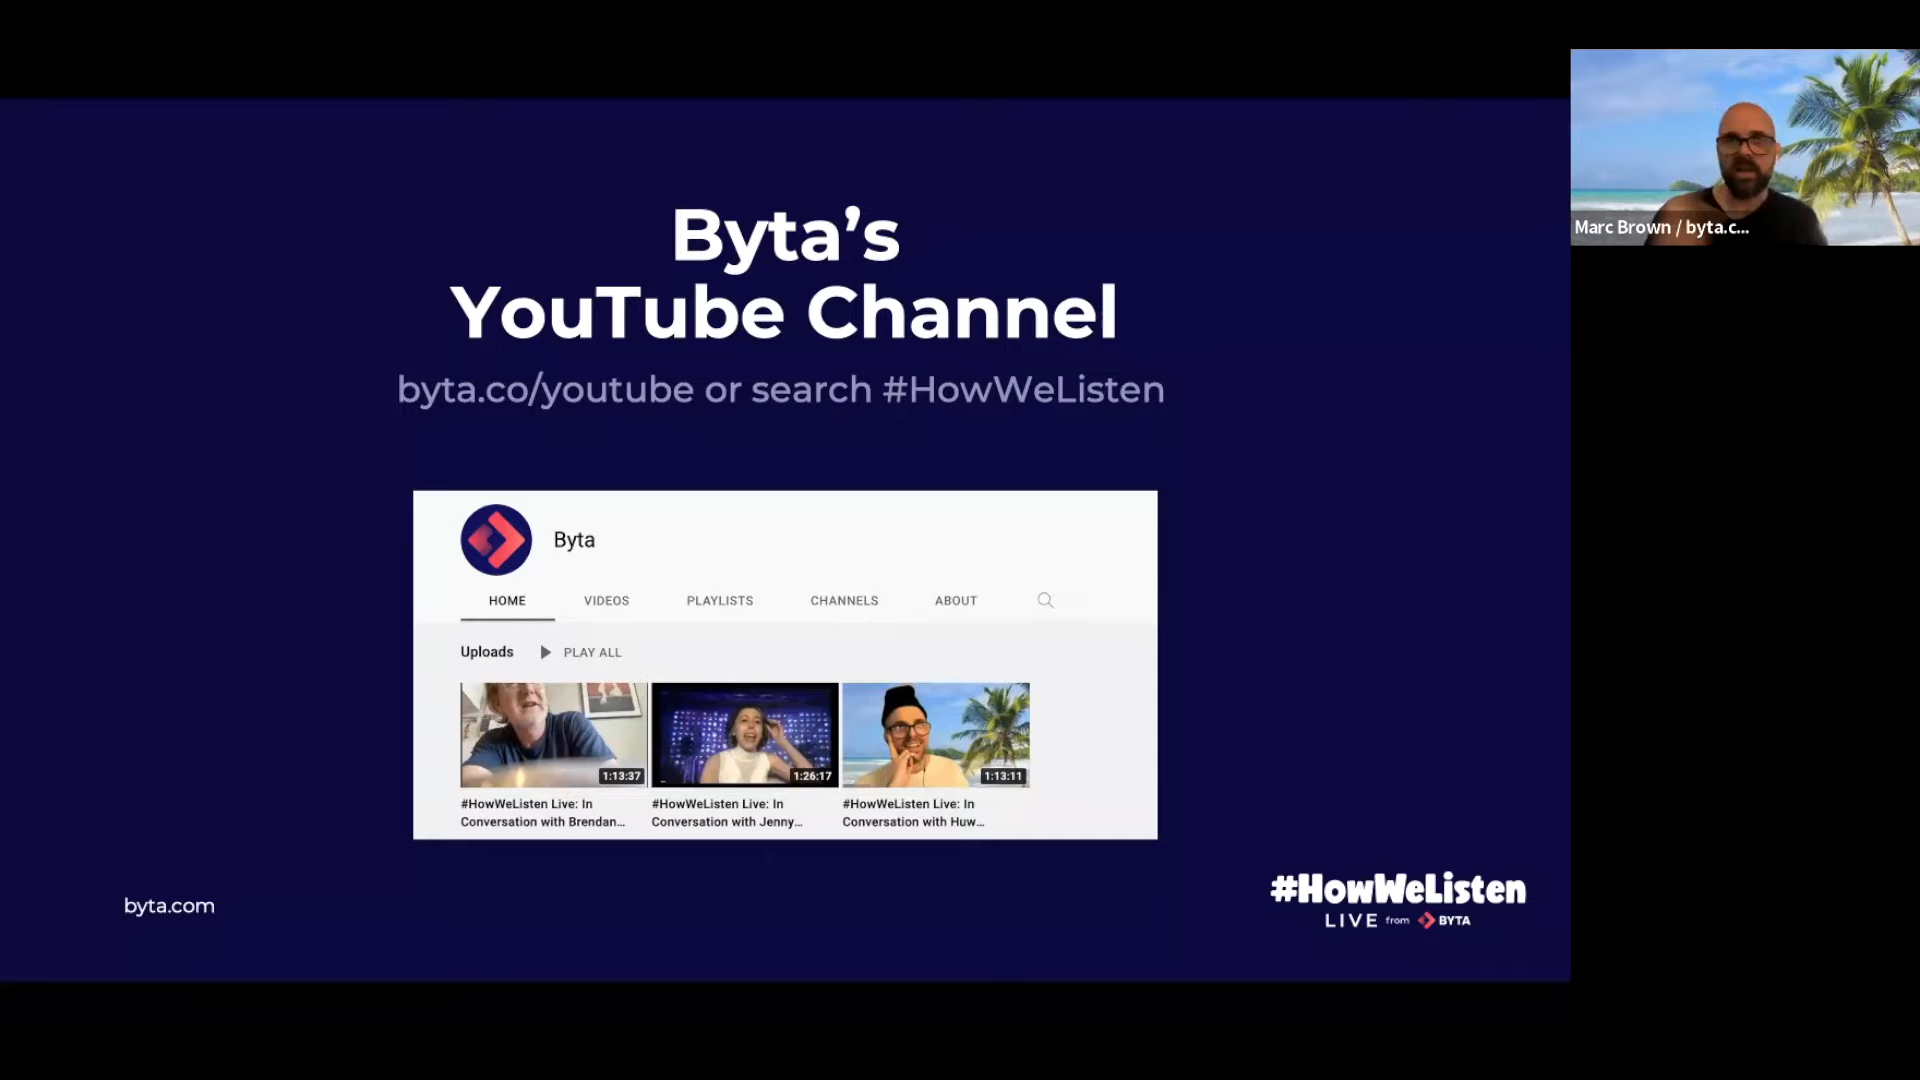 Byta’s
YouTube Channel
byta.co/youtube or search #HowWeListen
Byta
HOME VIDEOS PLAYLISTS CHANNELS ABOUT
Uploads PLAY ALL
1:13:37 1:26:17 1:13:11
#HowWeListen Live: In
Conversation with Brendan...
#HowWeListen Live: In
Conversation with Jenny...
#HowWeListen Live: In
Conversation with Huw...
byta.com
#HowWeListen
LIVE from BYTA
Marc Brown / byta.c...